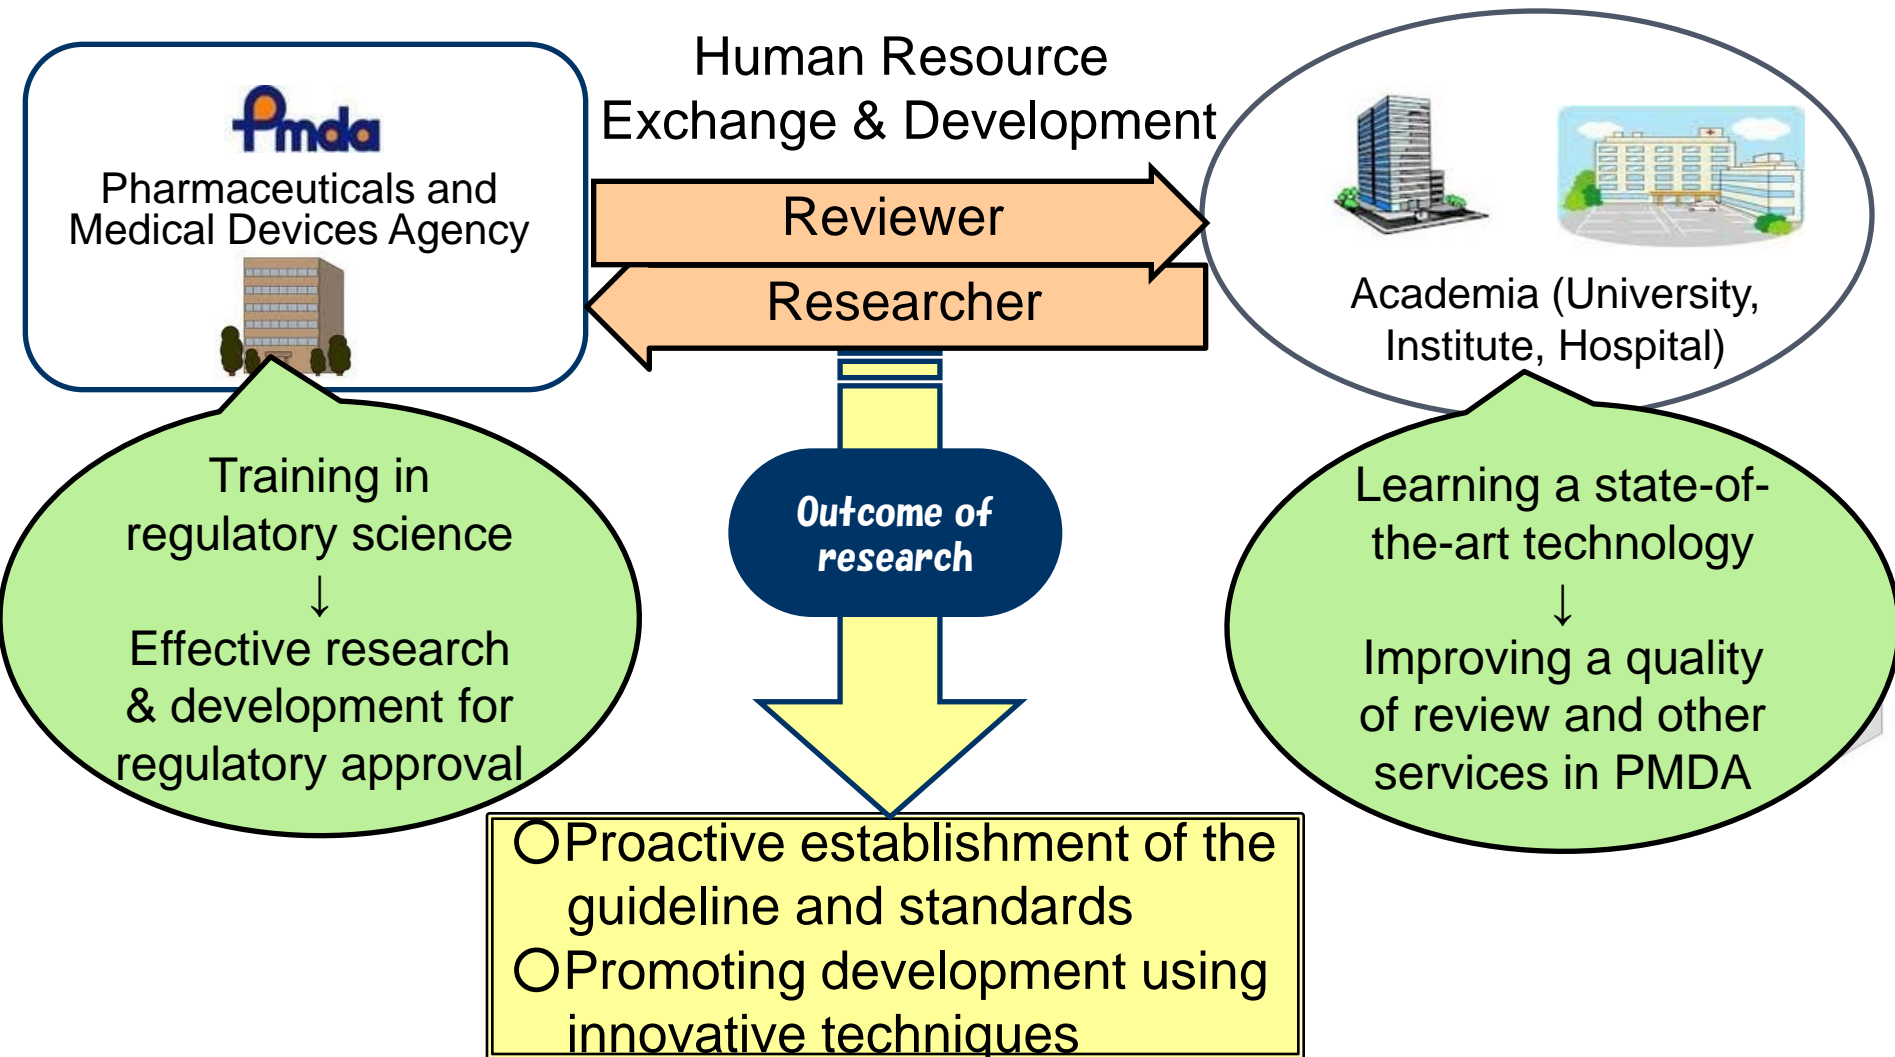 Human Resource
Exchange & Development
Pmda
Pharmaceuticals and
Medical Devices Agency
Reviewer
Researcher
Academia (University,
Institute, Hospital)
Training in
regulatory science
↓
Effective research
& development for
regulatory approval
Outcome of
research
Learning a state-of-
the-art technology
↓
Improving a quality
of review and other
services in PMDA
○Proactive establishment of the
guideline and standards
○Promoting development using
innovative techniques